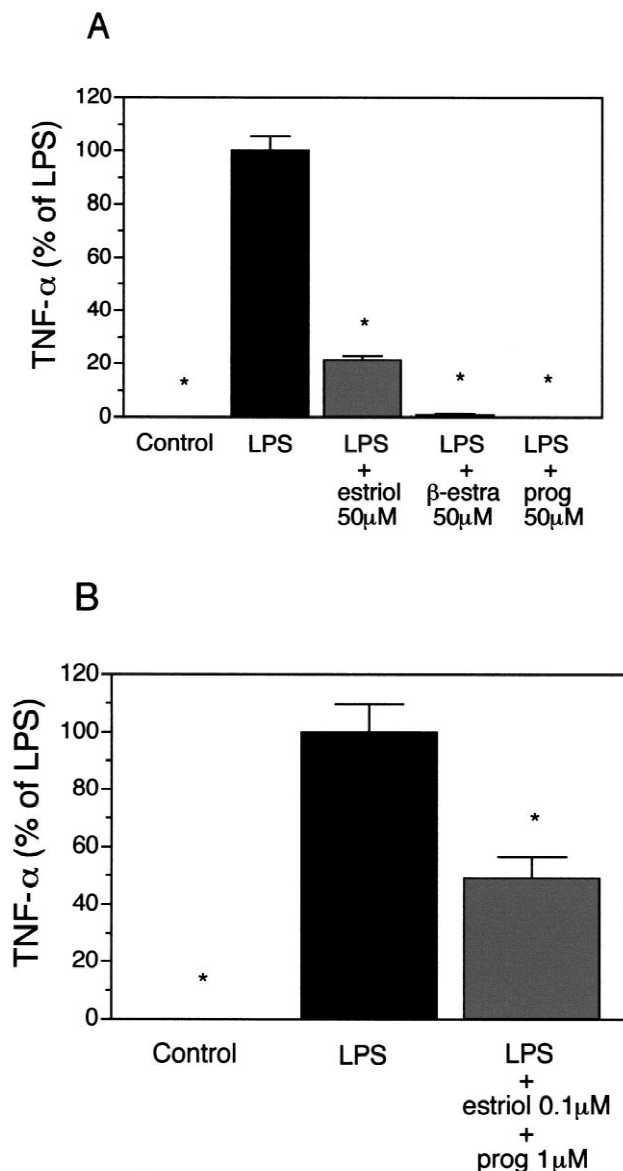 A
TNF-α (% of LPS)
120
100
80
60
40
20
0
*
*
*
*
Control
LPS
LPS + estriol 50μM
LPS + β-estra 50μM
LPS + prog 50μM
B
TNF-α (% of LPS)
120
100
80
60
40
20
0
*
*
Control
LPS
LPS + estriol 0.1μM + prog 1μM